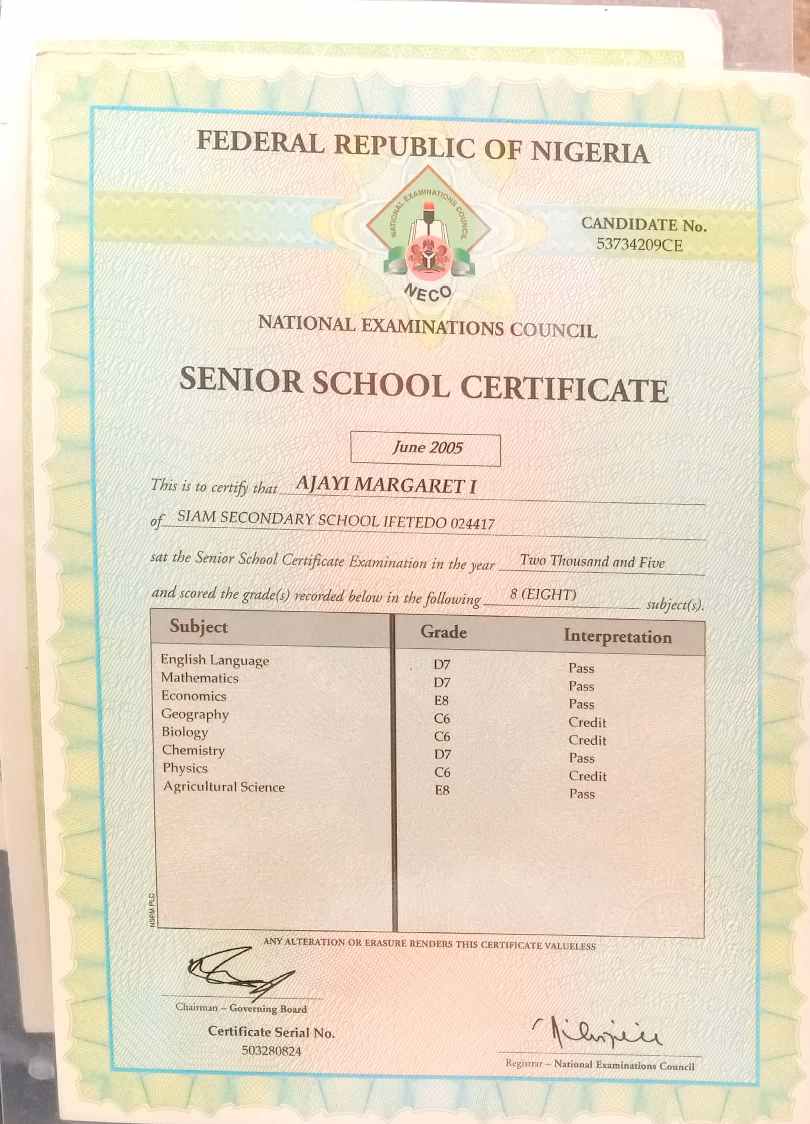 FEDERAL REPUBLIC OF NIGERIA
NATIONAL EXAMINATIONS COUNCIL
NECO
CANDIDATE No.
53734209CE
NATIONAL EXAMINATIONS COUNCIL
SENIOR SCHOOL CERTIFICATE
June 2005
This is to certify that AJAYI MARGARET I
of SIAM SECONDARY SCHOOL IFETEDO 024417
sat the Senior School Certificate Examination in the year Two Thousand and Five
and scored the grade(s) recorded below in the following 8 (EIGHT) subject(s).
Subject Grade Interpretation
English Language D7 Pass
Mathematics D7 Pass
Economics E8 Pass
Geography C6 Credit
Biology C6 Credit
Chemistry D7 Pass
Physics C6 Credit
Agricultural Science E8 Pass
NSPM PLC
ANY ALTERATION OR ERASURE RENDERS THIS CERTIFICATE VALUELESS
Chairman – Governing Board
Certificate Serial No.
503280824
Registrar – National Examinations Council